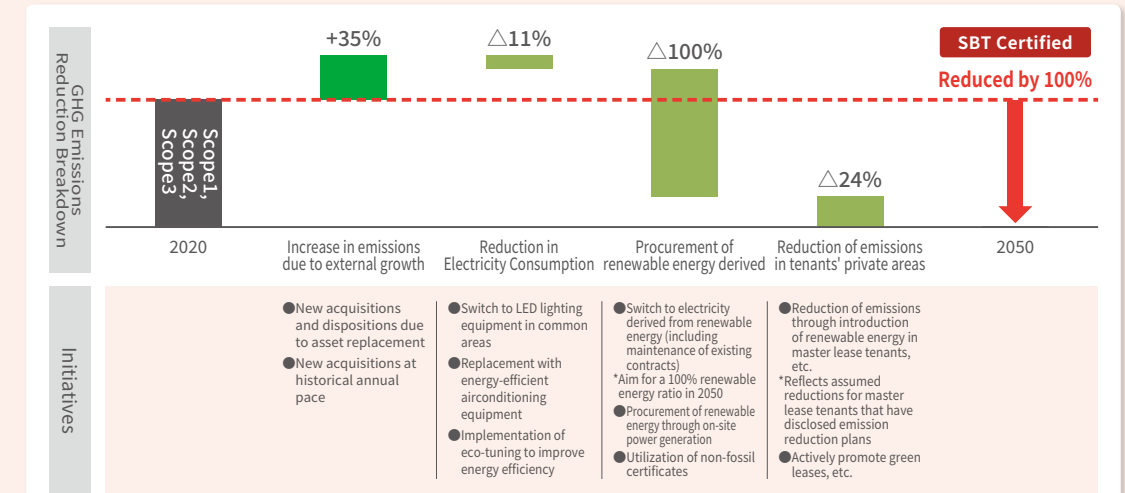 GHG Emissions
Reduction Breakdown
+35%
△11%
△100%
△24%
SBT Certified
Reduced by 100%
Scope1,
Scope2,
Scope3
2020
Increase in emissions
due to external growth
Reduction in
Electricity Consumption
Procurement of
renewable energy derived
Reduction of emissions
in tenants' private areas
2050
Initiatives
●New acquisitions
and dispositions due
to asset replacement
●New acquisitions at
historical annual
pace
●Switch to LED lighting
equipment in common
areas
●Replacement with
energy-efficient
airconditioning
equipment
●Implementation of
eco-tuning to improve
energy efficiency
●Switch to electricity
derived from renewable
energy (including
maintenance of existing
contracts)
*Aim for a 100% renewable
energy ratio in 2050
●Procurement of renewable
energy through on-site
power generation
●Utilization of non-fossil
certificates
●Reduction of emissions
through introduction
of renewable energy in
master lease tenants,
etc.
*Reflects assumed
reductions for master
lease tenants that have
disclosed emission
reduction plans
●Actively promote green
leases, etc.